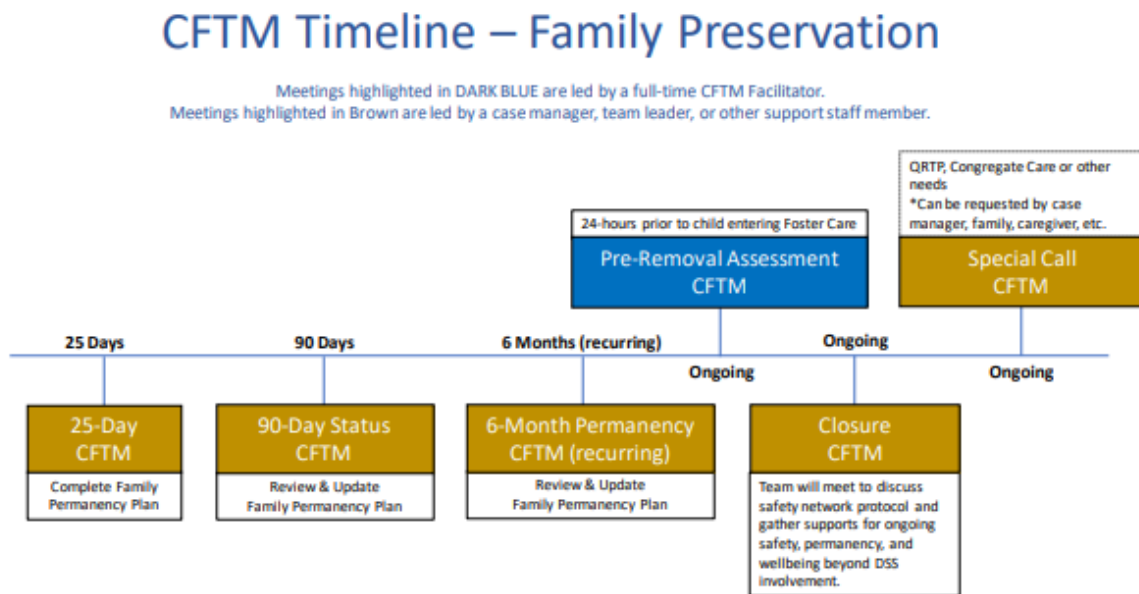 CFTM Timeline – Family Preservation
Meetings highlighted in DARK BLUE are led by a full-time CFTM Facilitator.
Meetings highlighted in Brown are led by a case manager, team leader, or other support staff member.
QRTP, Congregate Care or other
needs
*Can be requested by case
manager, family, caregiver, etc.
24-hours prior to child entering Foster Care
Pre-Removal Assessment
CFTM
Special Call
CFTM
25 Days
90 Days
6 Months (recurring)
Ongoing
Ongoing
Ongoing
25-Day
CFTM
Complete Family
Permanency Plan
90-Day Status
CFTM
Review & Update
Family Permanency Plan
6-Month Permanency
CFTM (recurring)
Review & Update
Family Permanency Plan
Closure
CFTM
Team will meet to discuss
safety network protocol and
gather supports for ongoing
safety, permanency, and
wellbeing beyond DSS
involvement.